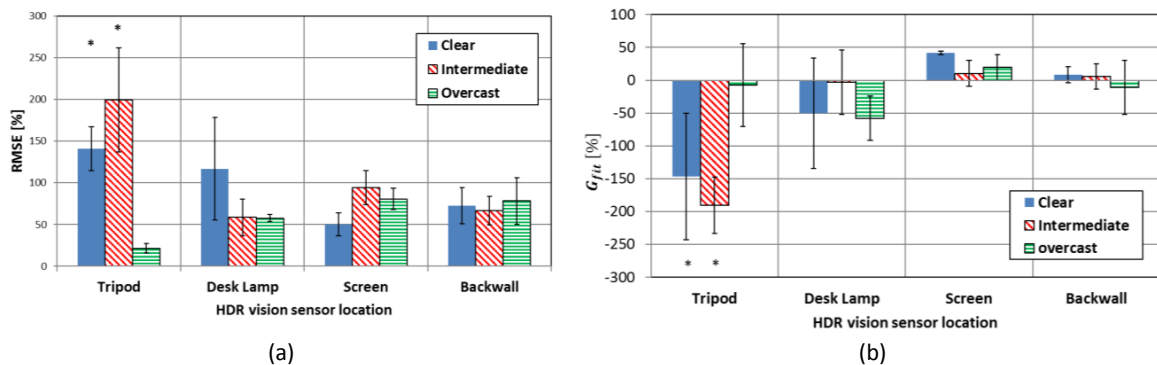 300
250
200
150
100
50
0
RMSE [%]
* *
Clear
Intermediate
Overcast
Tripod Desk Lamp Screen Backwall
HDR vision sensor location
(a)
100
50
0
-50
-100
-150
-200
-250
-300
G_fit [%]
* *
Clear
Intermediate
overcast
Tripod Desk Lamp Screen Backwall
HDR vision sensor location
(b)